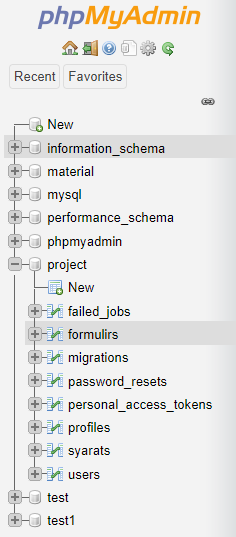 phpMyAdmin
Recent Favorites
New
information_schema
material
mysql
performance_schema
phpmyadmin
project
New
failed_jobs
formulirs
migrations
password_resets
personal_access_tokens
profiles
syarats
users
test
test1